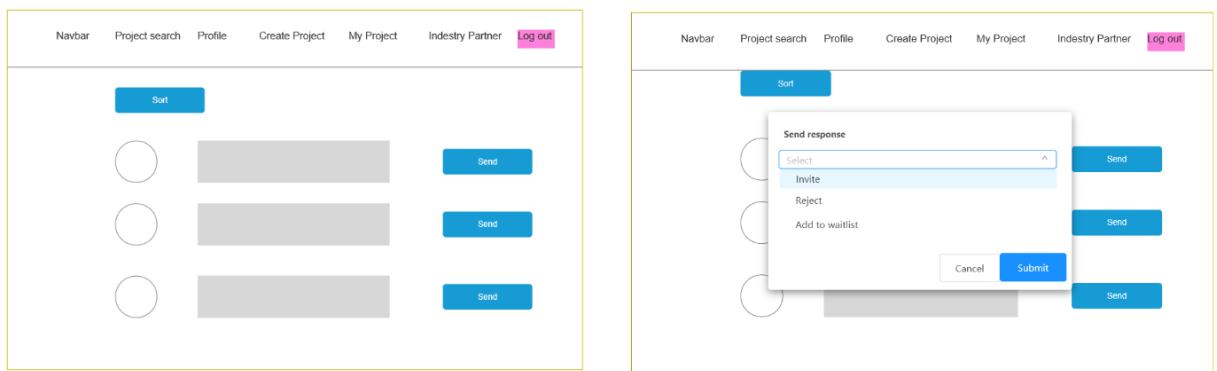 Navbar Project search Profile Create Project My Project Indestry Partner Log out
Sort
Send
Send
Send
Navbar Project search Profile Create Project My Project Indestry Partner Log out
Sort
Send response
Select
Invite
Reject
Add to waitlist
Cancel Submit
Send
Send
Send